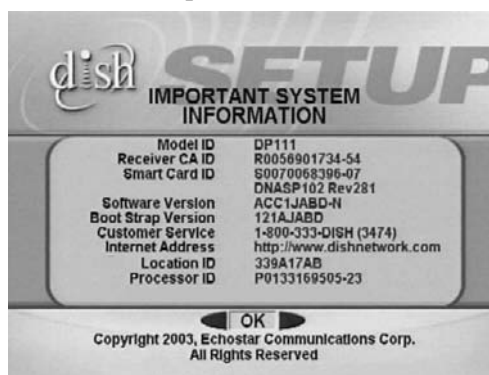 dish
SETUP
IMPORTANT SYSTEM
INFORMATION
Model ID DP111
Receiver CA ID R0056901734-54
Smart Card ID S0070068396-07
DNASP102 Rev281
Software Version ACC1JABD-N
Boot Strap Version 121AJABD
Customer Service 1-800-333-DISH (3474)
Internet Address http://www.dishnetwork.com
Location ID 339A17AB
Processor ID P0133169505-23
OK
Copyright 2003, Echostar Communications Corp.
All Rights Reserved